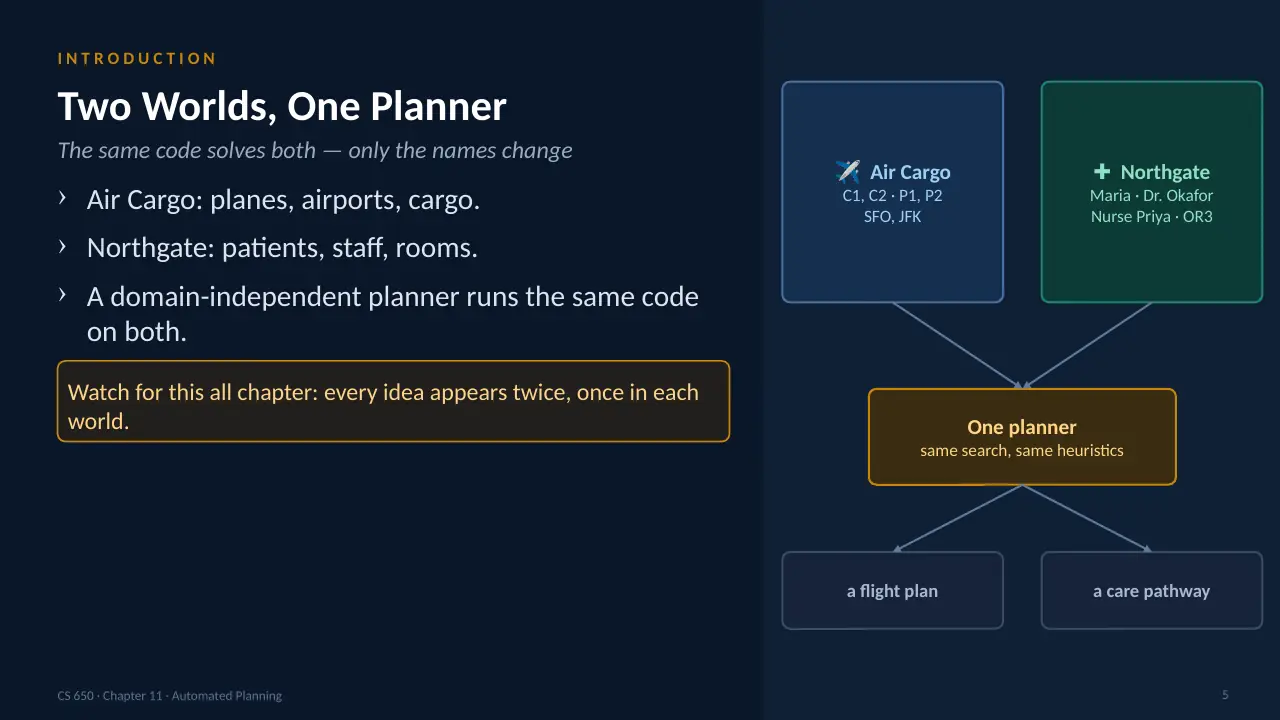 INTRODUCTION
Two Worlds, One Planner
The same code solves both — only the names change
› Air Cargo: planes, airports, cargo.
› Northgate: patients, staff, rooms.
› A domain-independent planner runs the same code
on both.
Watch for this all chapter: every idea appears twice, once in each
world.
✈️ Air Cargo
C1, C2 · P1, P2
SFO, JFK
✚ Northgate
Maria · Dr. Okafor
Nurse Priya · OR3
One planner
same search, same heuristics
a flight plan
a care pathway
CS 650 · Chapter 11 · Automated Planning
5